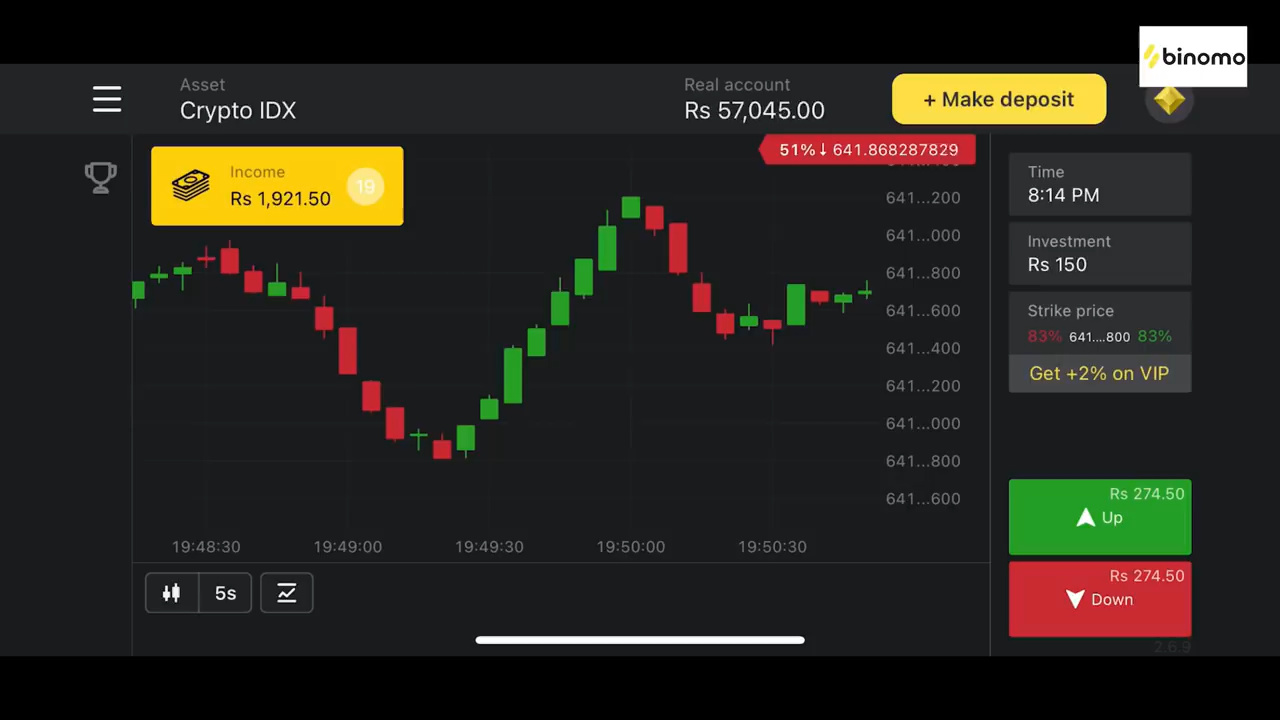 binomo
Asset
Crypto IDX
Real account
Rs 57,045.00
+ Make deposit
51%↓ 641.868287829
Income
Rs 1,921.50
19
641...200
641...000
641...800
641...600
641...400
641...200
641...000
641...800
641...600
Time
8:14 PM
Investment
Rs 150
Strike price
83% 641....800 83%
Get +2% on VIP
Rs 274.50
Up
Rs 274.50
Down
2.6.9
19:48:30 19:49:00 19:49:30 19:50:00 19:50:30
5s